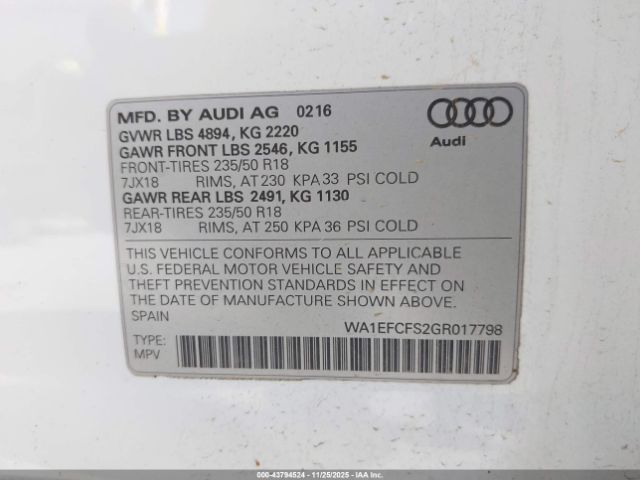 MFD. BY AUDI AG 0216
GVWR LBS 4894, KG 2220
GAWR FRONT LBS 2546, KG 1155
FRONT-TIRES 235/50 R18
7JX18 RIMS, AT 230 KPA 33 PSI COLD
GAWR REAR LBS 2491, KG 1130
REAR-TIRES 235/50 R18
7JX18 RIMS, AT 250 KPA 36 PSI COLD
Audi
THIS VEHICLE CONFORMS TO ALL APPLICABLE
U.S. FEDERAL MOTOR VEHICLE SAFETY AND
THEFT PREVENTION STANDARDS IN EFFECT ON
THE DATE OF MANUFACTURE SHOWN ABOVE.
SPAIN WA1EFCFS2GR017798
TYPE:
MPV
© - 43794524 - 11/25/2025 - IAAI.COM